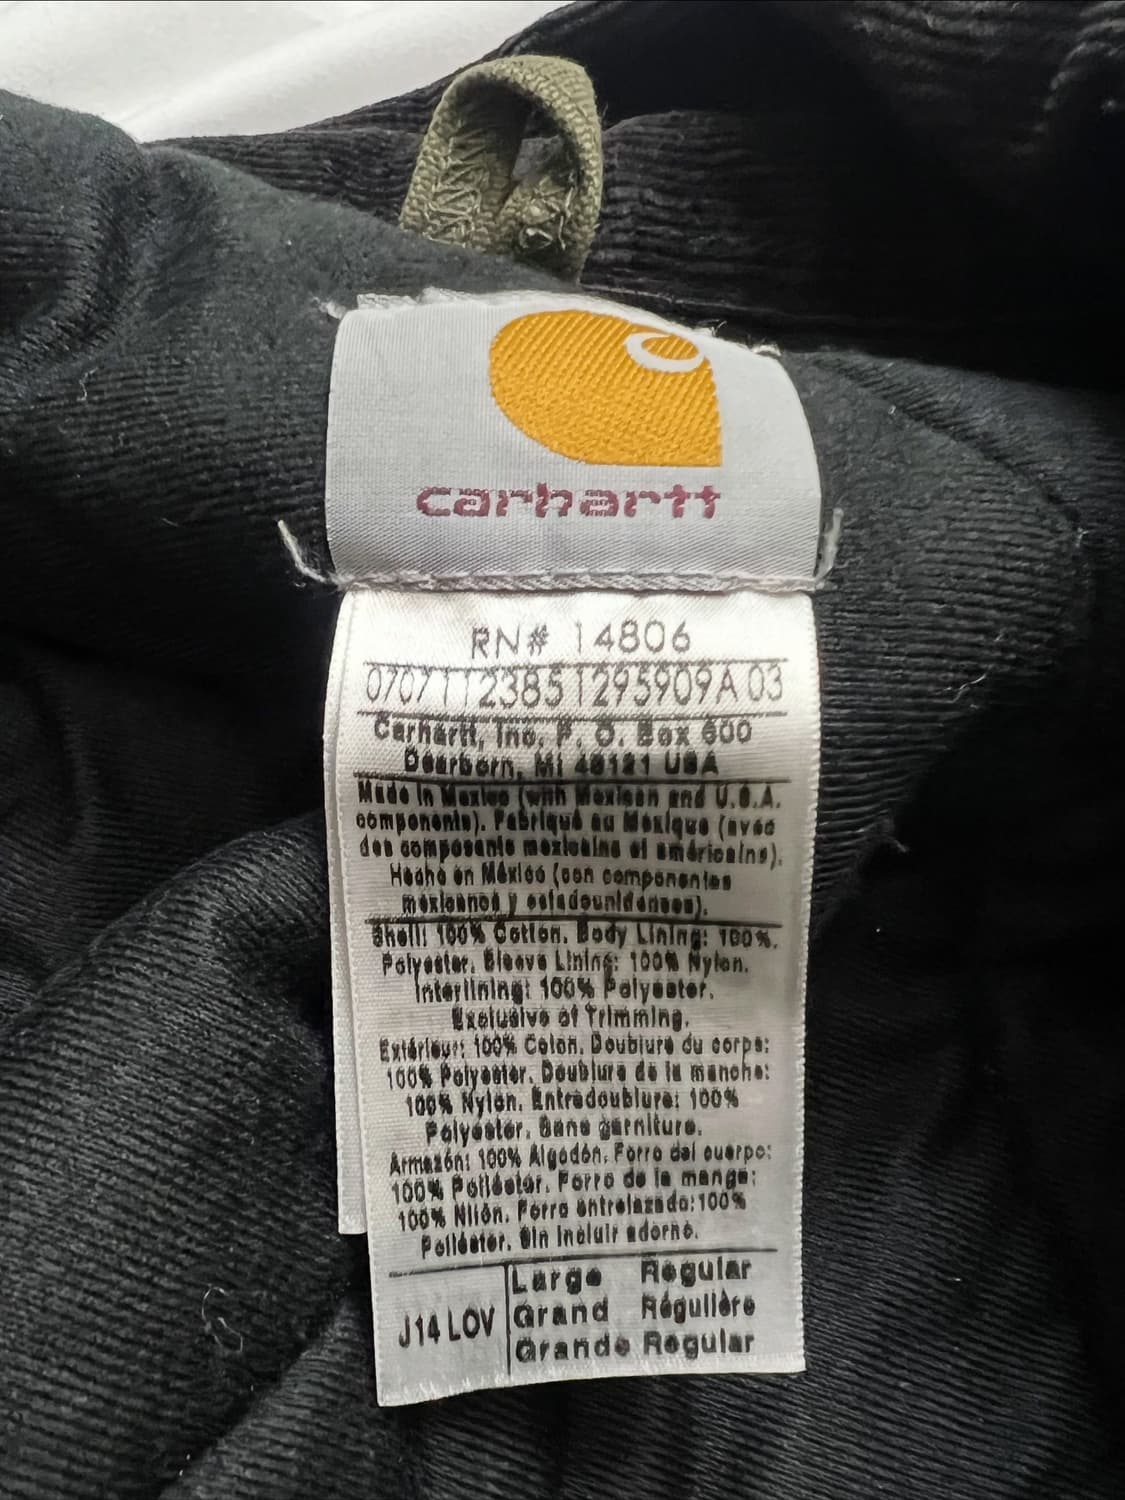 carhartt
RN# 14806
07071123851295909A 03
Carhartt, Inc. P. O. Box 600
Dearborn, MI 48121 USA
Made in Mexico (with Mexican and U.S.A.
components). Fabriqué au Mexique (avec
des composants mexicains et américains).
Hecho en México (con componentes
mexicanos y estadounidenses).
Shell: 100% Cotton. Body Lining: 100%.
Polyester. Sleeve Lining: 100% Nylon.
Interlining: 100% Polyester.
Exclusive of Trimming.
Extérieur: 100% Coton. Doublure du corps:
100% Polyester. Doublure de la manche:
100% Nylon. Entredoublure: 100%
Polyester. Sans garniture.
Armazón: 100% Algodón. Forro del cuerpo:
100% Poliéster. Forro de la manga:
100% Nilón. Forro entrelazado:100%
Poliéster. Sin incluir adorno.
J14 LOV
Large Regular
Grand Régulière
Grande Regular